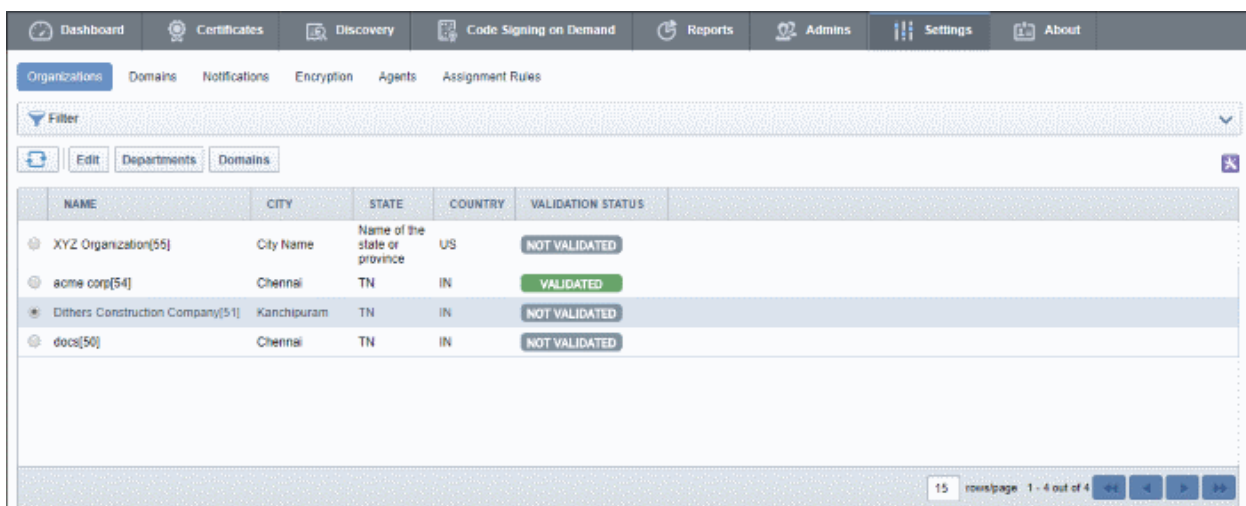 Dashboard Certificates Discovery Code Signing on Demand Reports Admins Settings About
Organizations Domains Notifications Encryption Agents Assignment Rules
Filter
Edit Departments Domains
NAME CITY STATE COUNTRY VALIDATION STATUS
XYZ Organization[55] City Name Name of the state or province US NOT VALIDATED
acme corp[54] Chennai TN IN VALIDATED
Dithers Construction Company[51] Kanchipuram TN IN NOT VALIDATED
docs[50] Chennai TN IN NOT VALIDATED
15 rows/page 1 - 4 out of 4